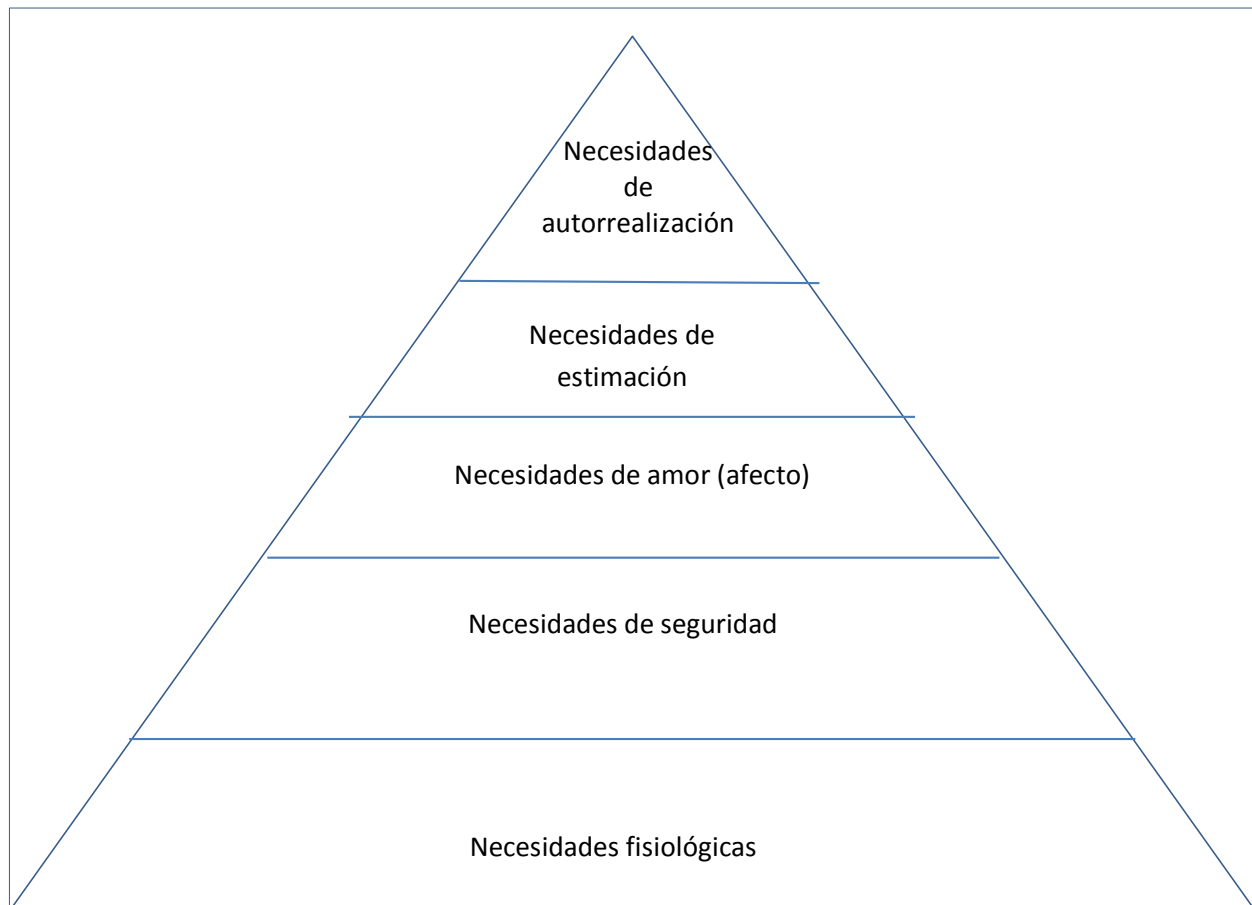 Necesidades
de
autorrealización
Necesidades de
estimación
Necesidades de amor (afecto)
Necesidades de seguridad
Necesidades fisiológicas